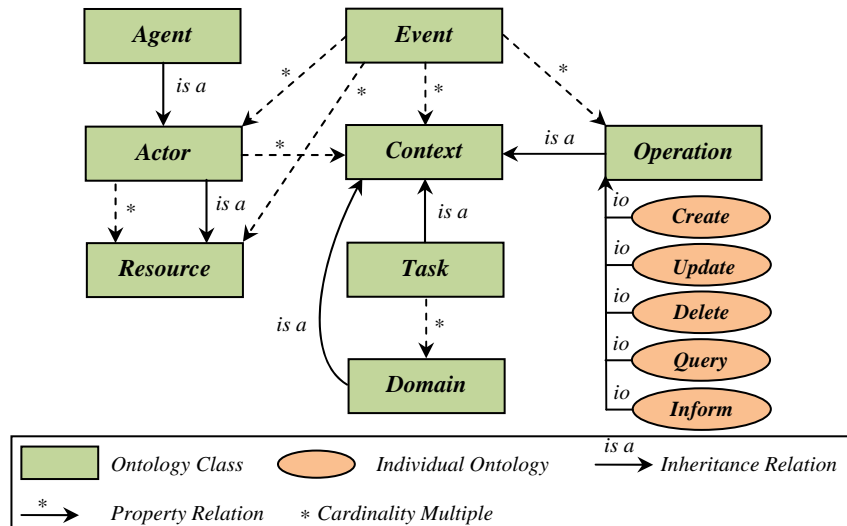 Agent
Event
is a
*
*
*
*
Actor
*
Context
is a
Operation
*
is a
is a
io
Create
Resource
Task
io
Update
is a
*
io
Delete
Domain
io
Query
io
Inform
Ontology Class
Individual Ontology
is a
Inheritance Relation
*
Property Relation
* Cardinality Multiple